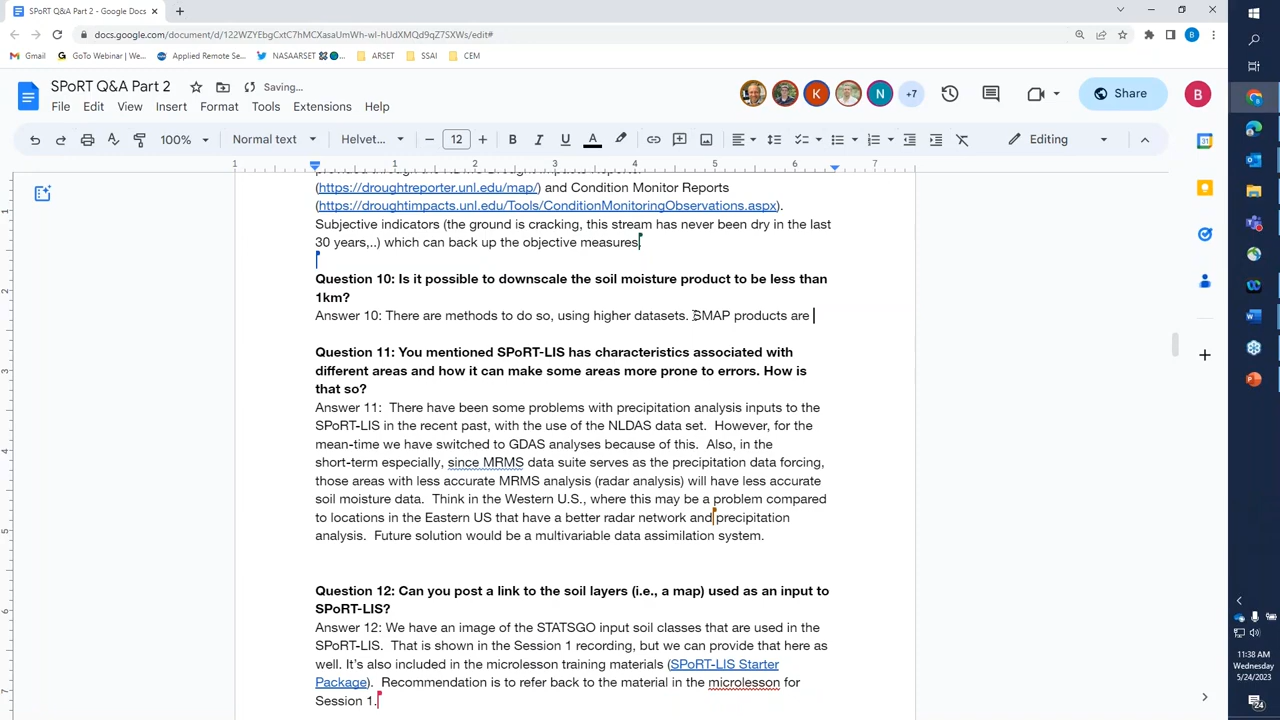 SPoRT Q&A Part 2 - Google Docs
docs.google.com/document/d/122WZYEbgCxtC7hMCXasaUmWh-wI-hUdXMQd9qZ7SXWs/edit#
Gmail GoTo Webinar | We... Applied Remote Se... NASAARSET ARSET SSAI CEM
SPoRT Q&A Part 2 Saving...
File Edit View Insert Format Tools Extensions Help
K N +7 Share B
100% Normal text Helvet... 12 Editing
1 1 2 3 4 5 6 7
(https://droughtreporter.unl.edu/map/) and Condition Monitor Reports
(https://droughtimpacts.unl.edu/Tools/ConditionMonitoringObservations.aspx).
Subjective indicators (the ground is cracking, this stream has never been dry in the last
30 years,..) which can back up the objective measures.
Question 10: Is it possible to downscale the soil moisture product to be less than
1km?
Answer 10: There are methods to do so, using higher datasets. SMAP products are
Question 11: You mentioned SPoRT-LIS has characteristics associated with
different areas and how it can make some areas more prone to errors. How is
that so?
Answer 11:  There have been some problems with precipitation analysis inputs to the
SPoRT-LIS in the recent past, with the use of the NLDAS data set.  However, for the
mean-time we have switched to GDAS analyses because of this.  Also, in the
short-term especially, since MRMS data suite serves as the precipitation data forcing,
those areas with less accurate MRMS analysis (radar analysis) will have less accurate
soil moisture data.  Think in the Western U.S., where this may be a problem compared
to locations in the Eastern US that have a better radar network and precipitation
analysis.  Future solution would be a multivariable data assimilation system.
Question 12: Can you post a link to the soil layers (i.e., a map) used as an input to
SPoRT-LIS?
Answer 12: We have an image of the STATSGO input soil classes that are used in the
SPoRT-LIS.  That is shown in the Session 1 recording, but we can provide that here as
well. It's also included in the microlesson training materials (SPoRT-LIS Starter
Package).  Recommendation is to refer back to the material in the microlesson for
Session 1.
11:38 AM
Wednesday
5/24/2023
24